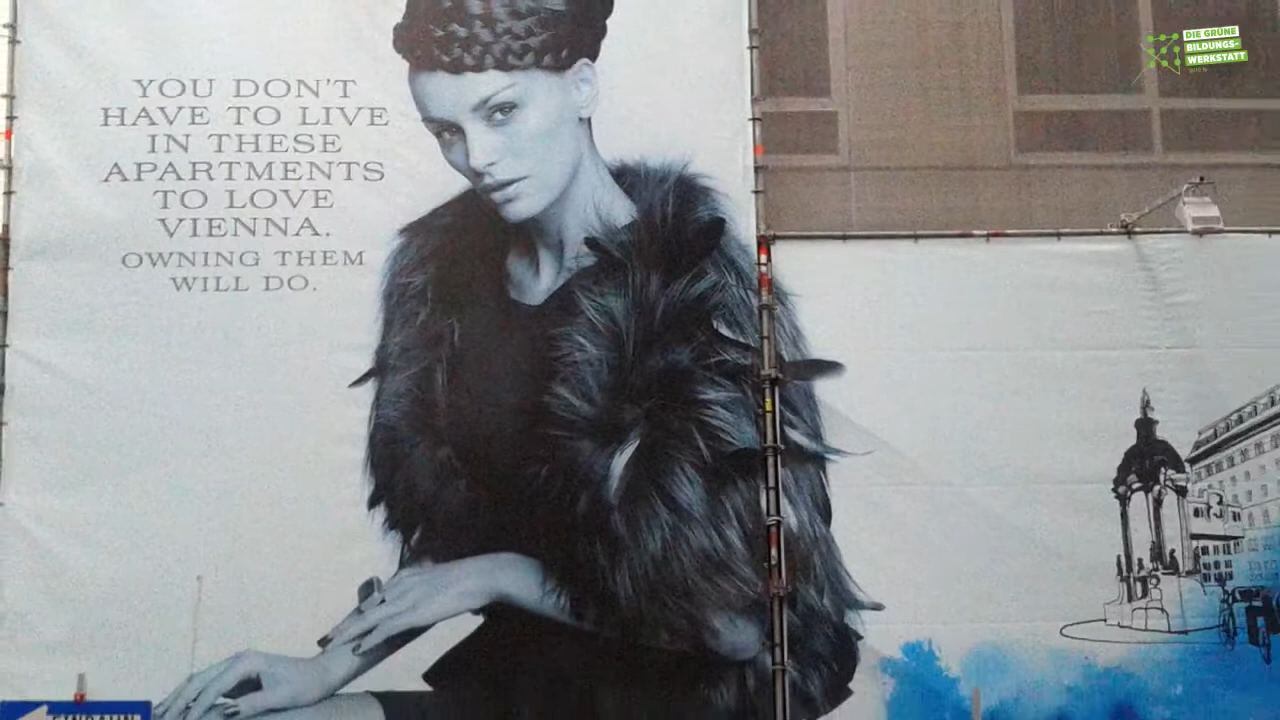 YOU DON'T
HAVE TO LIVE
IN THESE
APARTMENTS
TO LOVE
VIENNA.
OWNING THEM
WILL DO.
DIE GRÜNE
BILDUNGS-
WERKSTATT
WIEN